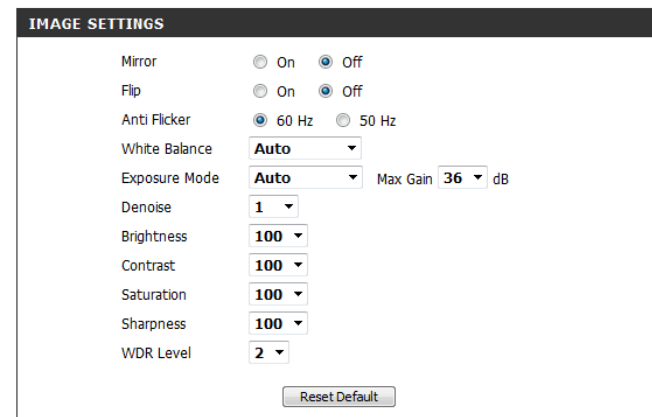 IMAGE SETTINGS
Mirror On Off
Flip On Off
Anti Flicker 60 Hz 50 Hz
White Balance Auto
Exposure Mode Auto Max Gain 36 dB
Denoise 1
Brightness 100
Contrast 100
Saturation 100
Sharpness 100
WDR Level 2
Reset Default